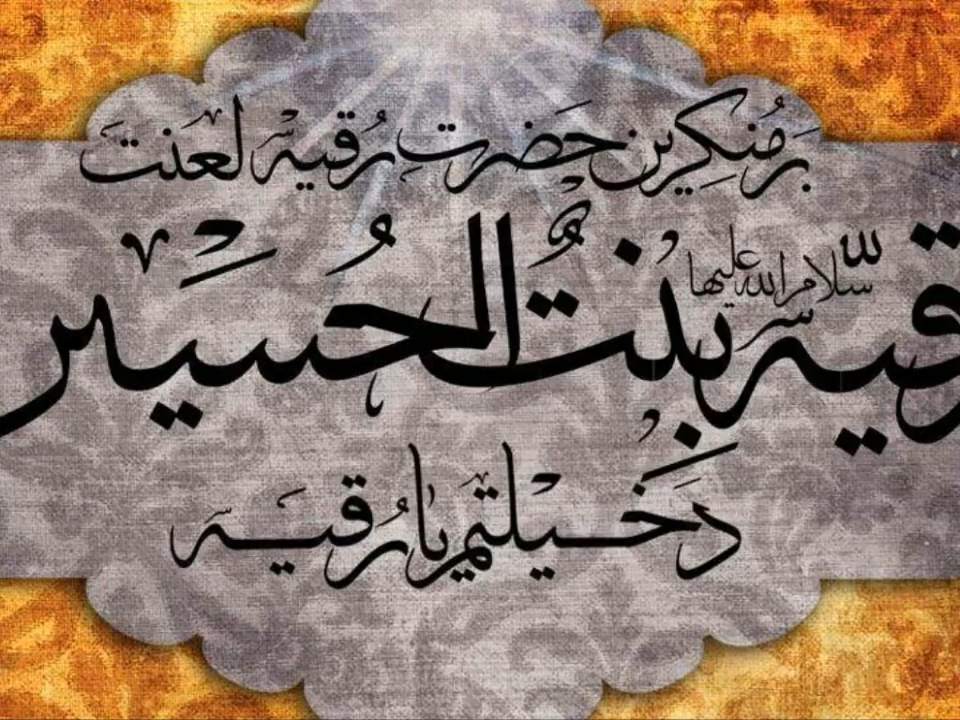 بر منکرین حضرت رقیه لعنت
رقیه بنت الحسین
سلام الله علیها
دخیلتم یا رقیه